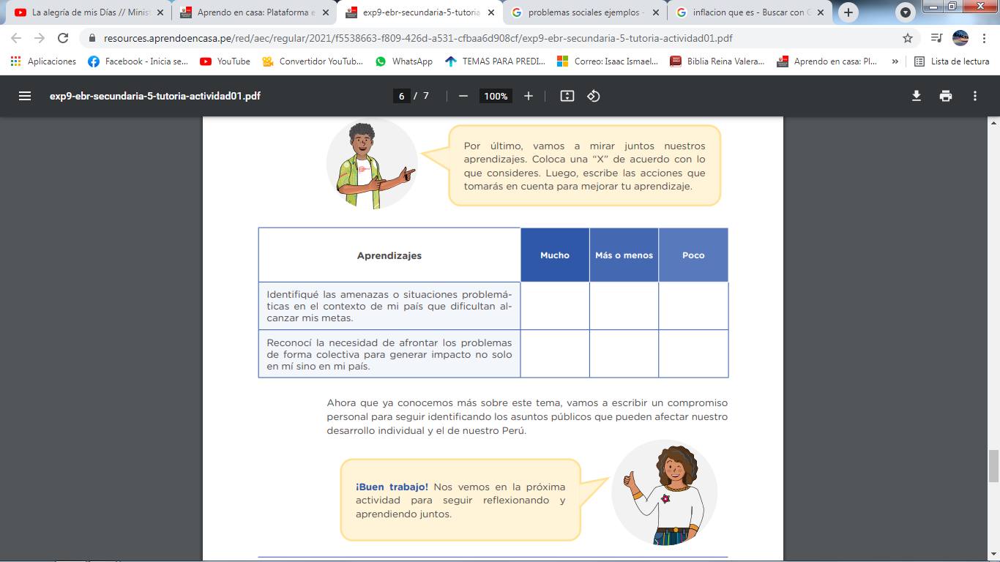 La alegría de mis Días // Minist
Aprendo en casa: Plataforma e
exp9-ebr-secundaria-5-tutoria
problemas sociales ejemplos -
inflacion que es - Buscar con G
resources.aprendoencasa.pe/red/aec/regular/2021/f5538663-f809-426d-a531-cfbaa6d908cf/exp9-ebr-secundaria-5-tutoria-actividad01.pdf
Aplicaciones
Facebook - Inicia se...
YouTube
Convertidor YouTub...
WhatsApp
TEMAS PARA PREDI...
Correo: Isaac Ismael...
Biblia Reina Valera...
Aprendo en casa: Pl...
»
Lista de lectura
exp9-ebr-secundaria-5-tutoria-actividad01.pdf
6 / 7
100%
Por último, vamos a mirar juntos nuestros
aprendizajes. Coloca una “X” de acuerdo con lo
que consideres. Luego, escribe las acciones que
tomarás en cuenta para mejorar tu aprendizaje.
Aprendizajes
Mucho
Más o menos
Poco
Identifiqué las amenazas o situaciones problemá-
ticas en el contexto de mi país que dificultan al-
canzar mis metas.
Reconocí la necesidad de afrontar los problemas
de forma colectiva para generar impacto no solo
en mí sino en mi país.
Ahora que ya conocemos más sobre este tema, vamos a escribir un compromiso
personal para seguir identificando los asuntos públicos que pueden afectar nuestro
desarrollo individual y el de nuestro Perú.
¡Buen trabajo! Nos vemos en la próxima
actividad para seguir reflexionando y
aprendiendo juntos.